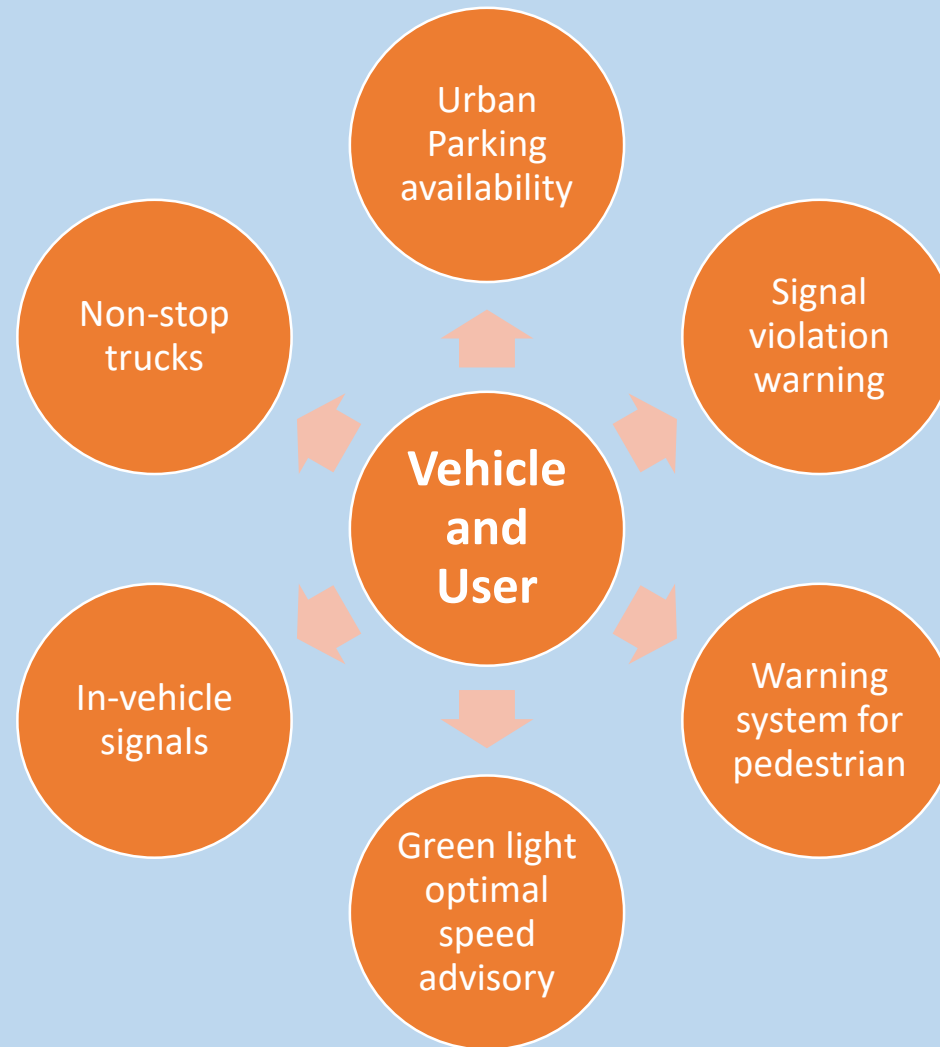 Urban
Parking
availability
Non-stop
trucks
Signal
violation
warning
Vehicle
and
User
In-vehicle
signals
Warning
system for
pedestrian
Green light
optimal
speed
advisory